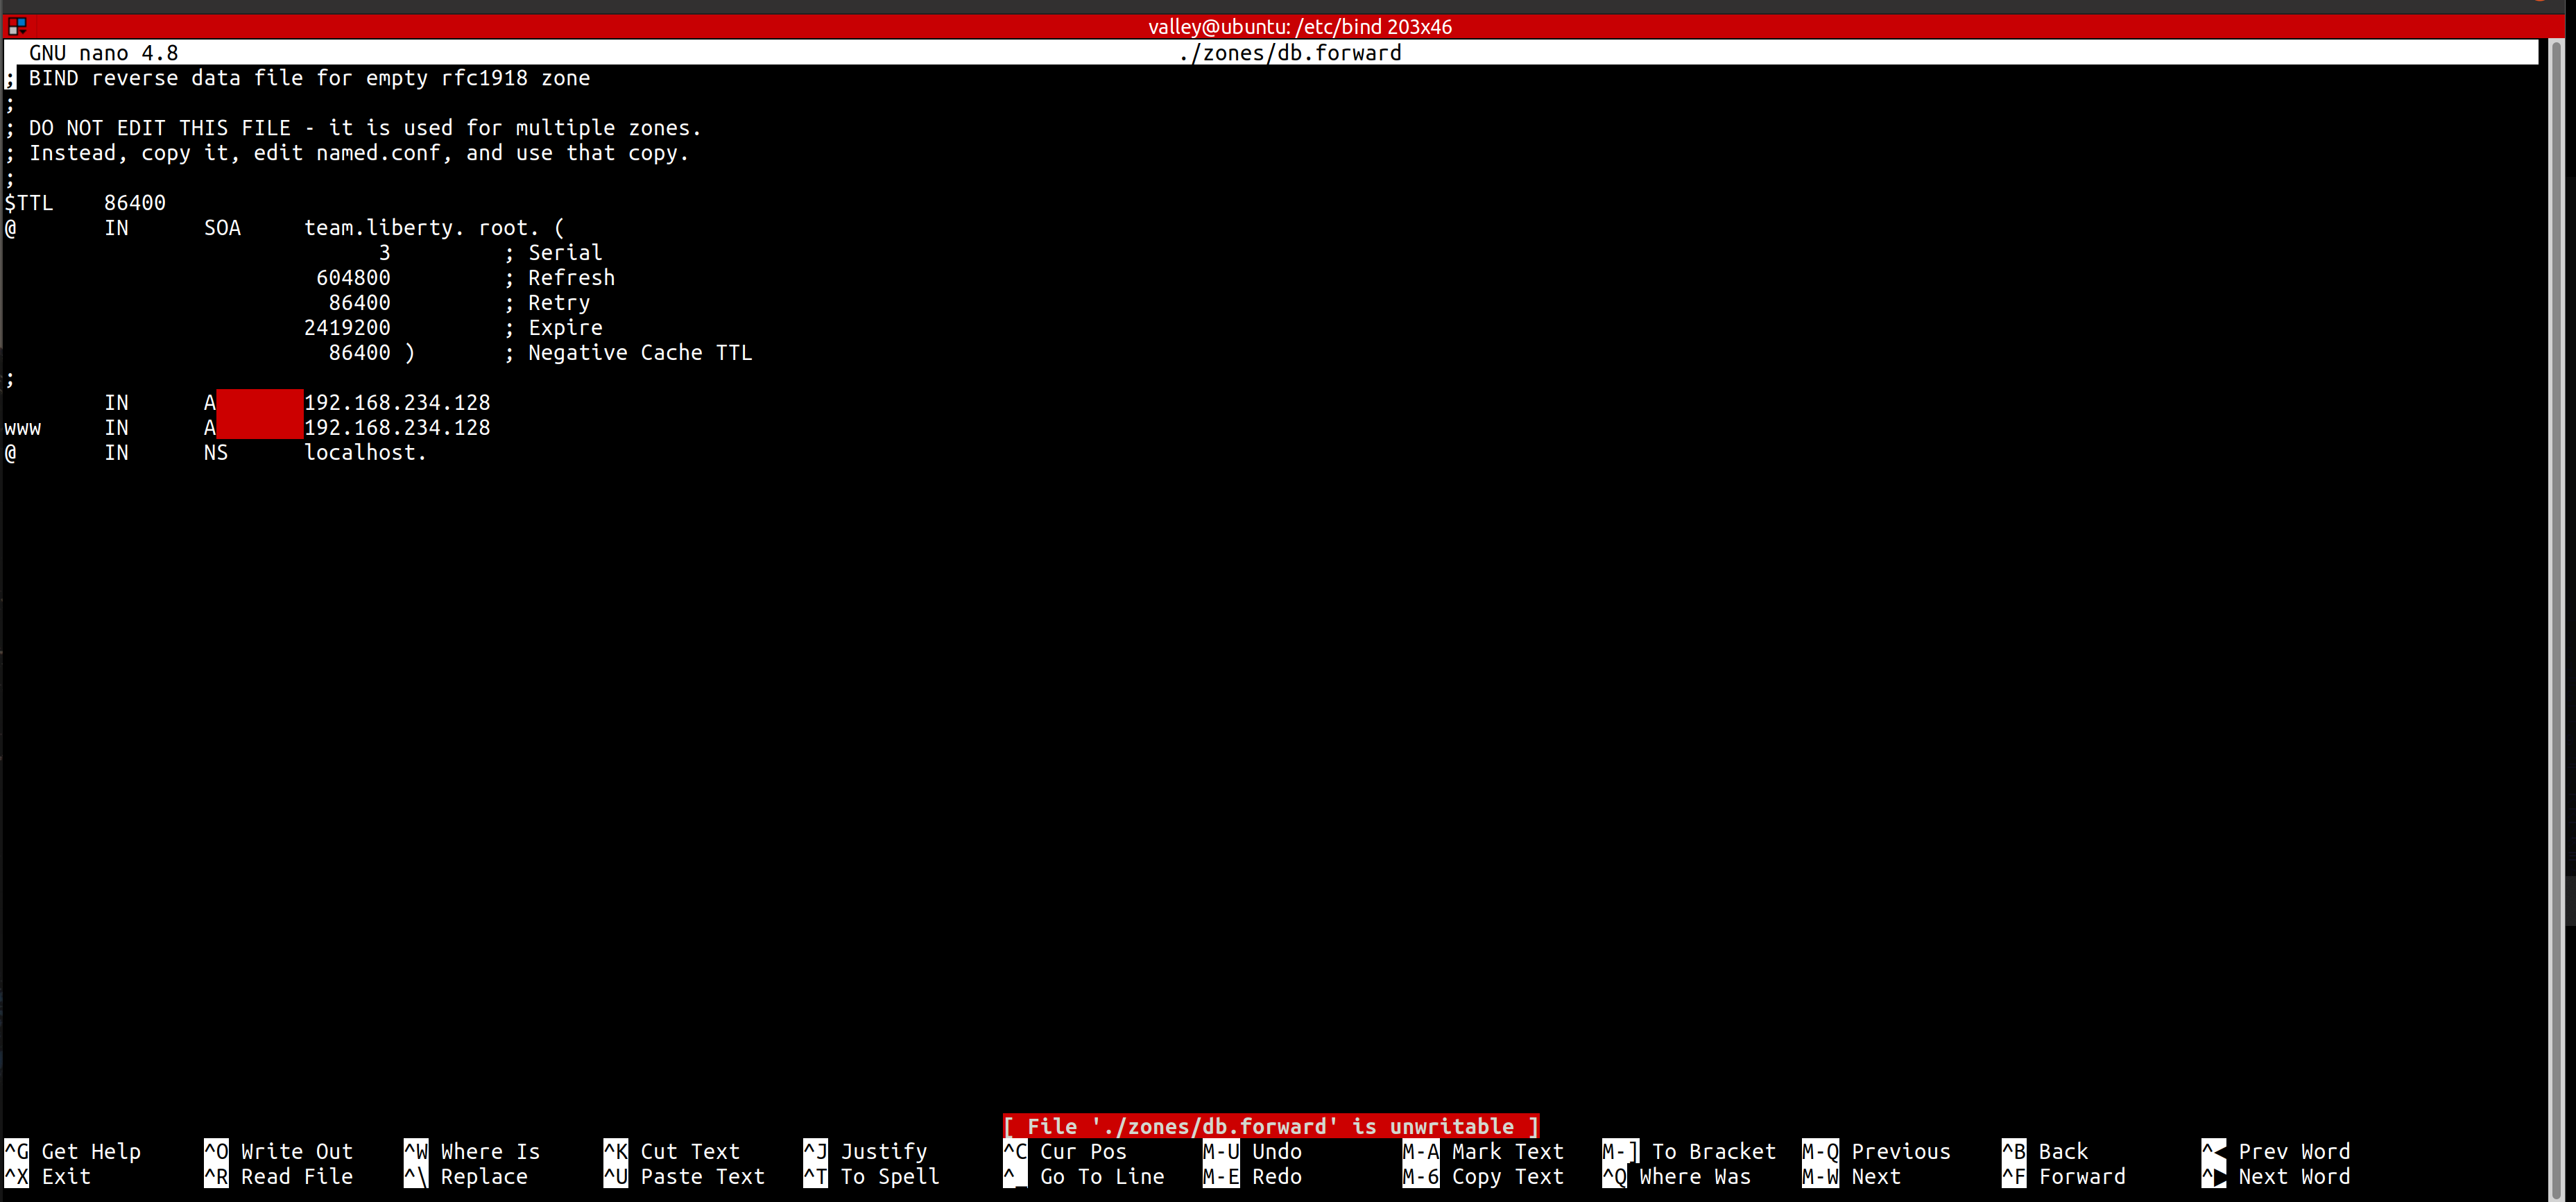 valley@ubuntu: /etc/bind 203x46
GNU nano 4.8 ./zones/db.forward
; BIND reverse data file for empty rfc1918 zone
;
; DO NOT EDIT THIS FILE - it is used for multiple zones.
; Instead, copy it, edit named.conf, and use that copy.
;
$TTL 86400
@ IN SOA team.liberty. root. (
3 ; Serial
604800 ; Refresh
86400 ; Retry
2419200 ; Expire
86400 ) ; Negative Cache TTL
;
IN A 192.168.234.128
www IN A 192.168.234.128
@ IN NS localhost.
[ File './zones/db.forward' is unwritable ]
^G Get Help ^O Write Out ^W Where Is ^K Cut Text ^J Justify ^C Cur Pos M-U Undo M-A Mark Text M-] To Bracket M-Q Previous ^B Back ^◀ Prev Word
^X Exit ^R Read File ^\ Replace ^U Paste Text ^T To Spell ^_ Go To Line M-E Redo M-6 Copy Text ^Q Where Was M-W Next ^F Forward ^▶ Next Word